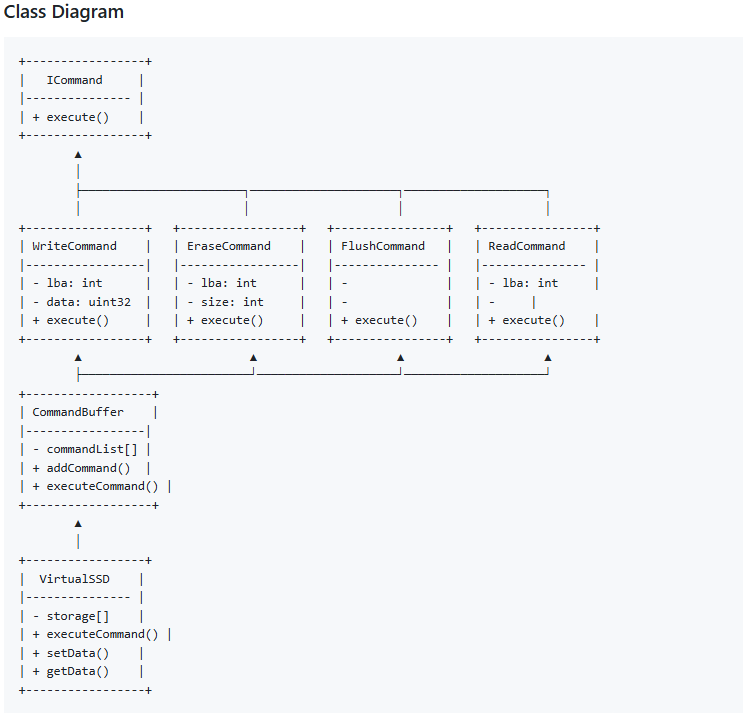 Class Diagram
+-----------------+
|   ICommand     |
|--------------- |
| + execute()    |
+-----------------+
        ▲
        │
        ├───────────────────────┐─────────────────────┐────────────────────┐
        │                       │                     │                    │
+-----------------+   +-----------------+   +----------------+   +----------------+
| WriteCommand    |   | EraseCommand    |   | FlushCommand   |   | ReadCommand    |
|-----------------|   |-----------------|   |--------------- |   |--------------- |
| - lba: int      |   | - lba: int      |   | -              |   | - lba: int     |
| - data: uint32  |   | - size: int     |   | -              |   | -     |
| + execute()     |   | + execute()     |   | + execute()    |   | + execute()    |
+-----------------+   +-----------------+   +----------------+   +----------------+
        ▲                        ▲                    ▲                    ▲
        ├────────────────────────┘────────────────────┘────────────────────┘
+------------------+
| CommandBuffer    |
|-----------------|
| - commandList[] |
| + addCommand()  |
| + executeCommand() |
+------------------+
        ▲
        │
+-----------------+
|  VirtualSSD    |
|--------------- |
| - storage[]    |
| + executeCommand() |
| + setData()    |
| + getData()    |
+-----------------+